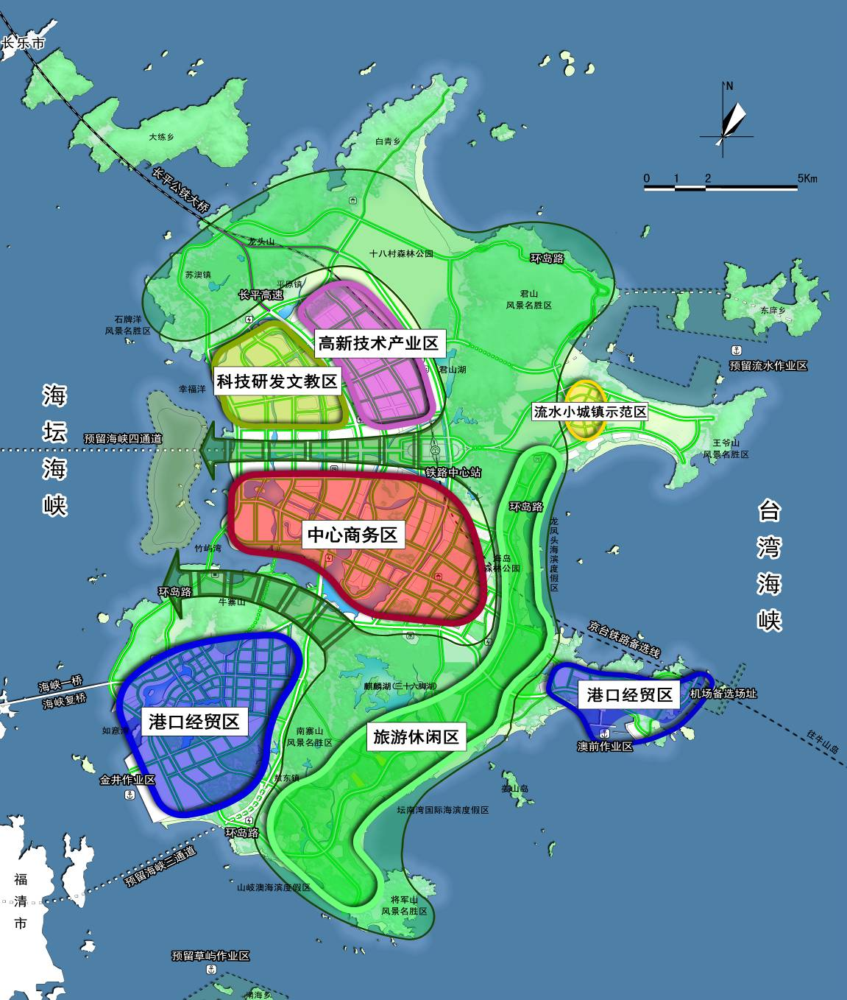 长乐市
N
大练乡
白青乡
长平公铁大桥
0 1 2 5Km
龙头山
十八村森林公园
环岛路
苏澳镇
平原镇
长平高速
君山
风景名胜区
东庠乡
石牌洋
风景名胜区
高新技术产业区
预留流水作业区
君山湖
科技研发文教区
幸福洋
流水小城镇示范区
海坛海峡
预留海峡四通道
王爷山
风景名胜区
铁路中心站
环岛路
台湾海峡
龙凤头海滨度假区
中心商务区
竹屿湾
海岛
森林公园
环岛路
牛寨山
京台铁路备选线
海峡一桥
海峡复桥
麒麟湖(三十六脚湖)
港口经贸区
机场备选场址
港口经贸区
如意湾
南寨山
风景名胜区
旅游休闲区
澳前作业区
往牛山岛
金井作业区
敖东镇
姜山岛
坛南湾国际海滨度假区
环岛路
预留海峡三通道
福清市
山岐澳海滨度假区
将军山
风景名胜区
预留草屿作业区
南海乡